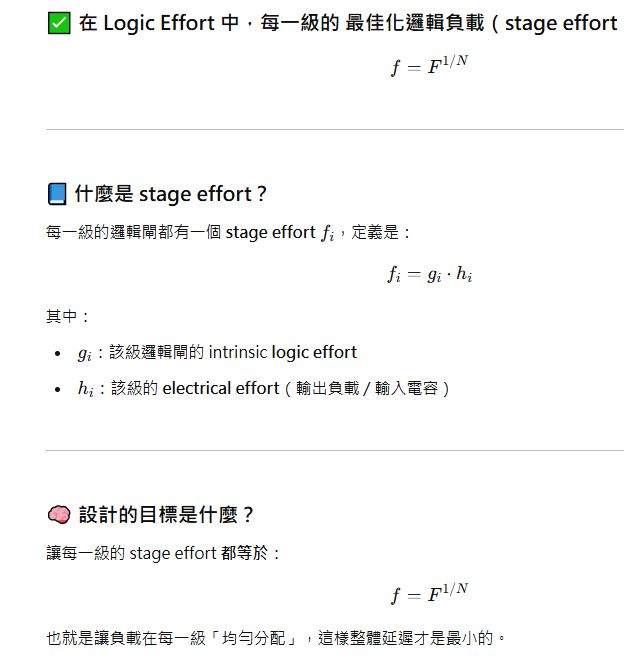 ✅ 在 Logic Effort 中，每一級的 最佳化邏輯負載（stage effort
f = F^{1/N}
📘 什麼是 stage effort？
每一級的邏輯閘都有一個 stage effort f_i，定義是：
f_i = g_i · h_i
其中：
• g_i：該級邏輯閘的 intrinsic logic effort
• h_i：該級的 electrical effort（輸出負載 / 輸入電容）
🧠 設計的目標是什麼？
讓每一級的 stage effort 都等於：
f = F^{1/N}
也就是讓負載在每一級「均勻分配」，這樣整體延遲才是最小的。